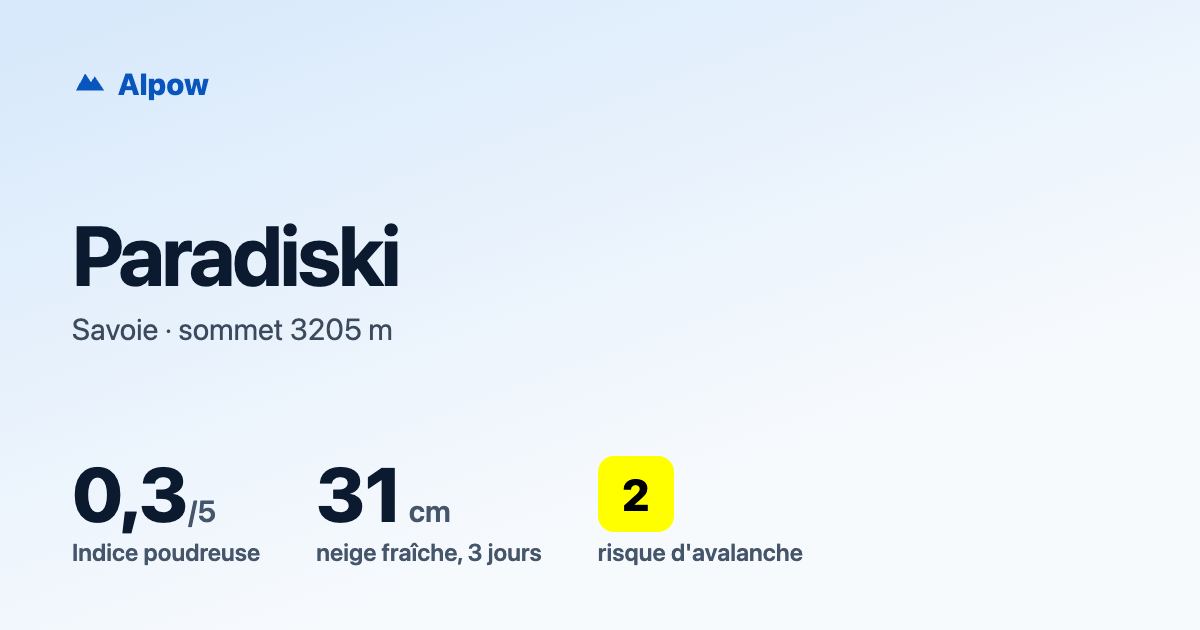 Alpow
Paradiski
Savoie · sommet 3205 m
0,3/5
Indice poudreuse
31 cm
neige fraîche, 3 jours
2
risque d'avalanche